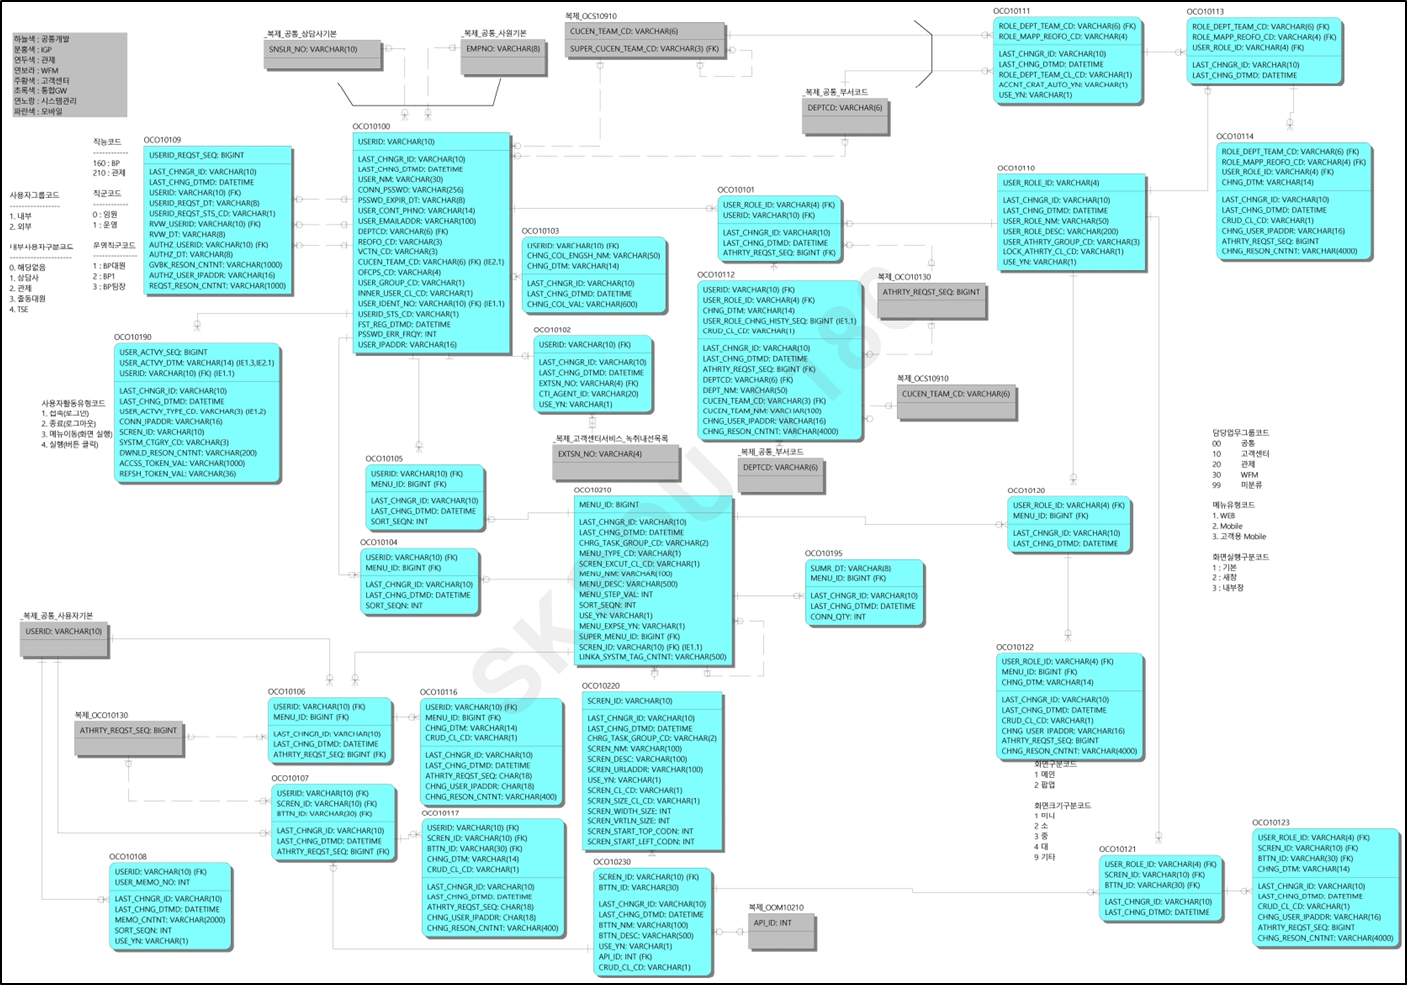 하늘색 : 공통개발
분홍색 : IGP
연두색 : 관제
연보라 : WFM
주황색 : 고객센터
초록색 : 통합GW
연노랑 : 시스템관리
파란색 : 모바일
_복제_공통_상담사기본
SNSLR_NO: VARCHAR(10)
_복제_공통_사원기본
EMPNO: VARCHAR(8)
복제_OCS10910
CUCEN_TEAM_CD: VARCHAR(6)
SUPER_CUCEN_TEAM_CD: VARCHAR(3) (FK)
_복제_공통_부서코드
DEPTCD: VARCHAR(6)
OCO10111
ROLE_DEPT_TEAM_CD: VARCHAR(6) (FK)
ROLE_MAPP_REOFO_CD: VARCHAR(4)
LAST_CHNGR_ID: VARCHAR(10)
LAST_CHNG_DTMD: DATETIME
ROLE_DEPT_TEAM_CL_CD: VARCHAR(1)
ACCNT_CRAT_AUTO_YN: VARCHAR(1)
USE_YN: VARCHAR(1)
OCO10113
ROLE_DEPT_TEAM_CD: VARCHAR(6) (FK)
ROLE_MAPP_REOFO_CD: VARCHAR(4) (FK)
USER_ROLE_ID: VARCHAR(4) (FK)
LAST_CHNGR_ID: VARCHAR(10)
LAST_CHNG_DTMD: DATETIME
OCO10114
ROLE_DEPT_TEAM_CD: VARCHAR(6) (FK)
ROLE_MAPP_REOFO_CD: VARCHAR(4) (FK)
USER_ROLE_ID: VARCHAR(4) (FK)
CHNG_DTM: VARCHAR(14)
LAST_CHNGR_ID: VARCHAR(10)
LAST_CHNG_DTMD: DATETIME
CRUD_CL_CD: VARCHAR(1)
CHNG_USER_IPADDR: VARCHAR(16)
ATHRTY_REQST_SEQ: BIGINT
CHNG_RESON_CNTNT: VARCHAR(4000)
직능코드
-------------
160 : BP
210 : 관제
직군코드
-------------
0 : 임원
1 : 운영
운영직군코드
-------------
1 : BP대원
2 : BP1
3 : BP팀장
사용자그룹코드
------------------
1. 내부
2. 외부
내부사용자구분코드
------------------
0. 해당없음
1. 상담사
2. 관제
3. 출동대원
4. TSE
OCO10109
USERID_REQST_SEQ: BIGINT
LAST_CHNGR_ID: VARCHAR(10)
LAST_CHNG_DTMD: DATETIME
USERID: VARCHAR(10) (FK)
USERID_REQST_DT: VARCHAR(8)
USERID_REQST_STS_CD: VARCHAR(1)
RVW_USERID: VARCHAR(10) (FK)
RVW_DT: VARCHAR(8)
AUTHZ_USERID: VARCHAR(10) (FK)
AUTHZ_DT: VARCHAR(8)
GVBK_RESON_CNTNT: VARCHAR(1000)
AUTHZ_USER_IPADDR: VARCHAR(16)
REQST_RESON_CNTNT: VARCHAR(1000)
OCO10100
USERID: VARCHAR(10)
LAST_CHNGR_ID: VARCHAR(10)
LAST_CHNG_DTMD: DATETIME
USER_NM: VARCHAR(30)
CONN_PSSWD: VARCHAR(256)
PSSWD_EXPIR_DT: VARCHAR(8)
USER_CONT_PHNO: VARCHAR(14)
USER_EMAILADDR: VARCHAR(100)
DEPTCD: VARCHAR(6) (FK)
REOFO_CD: VARCHAR(3)
VCTN_CD: VARCHAR(3)
CUCEN_TEAM_CD: VARCHAR(6) (FK) (IE2.1)
OFCPS_CD: VARCHAR(4)
USER_GROUP_CD: VARCHAR(1)
INNER_USER_CL_CD: VARCHAR(1)
USER_IDENT_NO: VARCHAR(10) (FK) (IE1.1)
USERID_STS_CD: VARCHAR(1)
FST_REG_DTMD: DATETIME
PSSWD_ERR_FRQY: INT
USER_IPADDR: VARCHAR(16)
OCO10103
USERID: VARCHAR(10) (FK)
CHNG_COL_ENGSH_NM: VARCHAR(50)
CHNG_DTM: VARCHAR(14)
LAST_CHNGR_ID: VARCHAR(10)
LAST_CHNG_DTMD: DATETIME
CHNG_COL_VAL: VARCHAR(600)
OCO10101
USER_ROLE_ID: VARCHAR(4) (FK)
USERID: VARCHAR(10) (FK)
LAST_CHNGR_ID: VARCHAR(10)
LAST_CHNG_DTMD: DATETIME
ATHRTY_REQST_SEQ: BIGINT (FK)
OCO10110
USER_ROLE_ID: VARCHAR(4)
LAST_CHNGR_ID: VARCHAR(10)
LAST_CHNG_DTMD: DATETIME
USER_ROLE_NM: VARCHAR(50)
USER_ROLE_DESC: VARCHAR(200)
USER_ATHRTY_GROUP_CD: VARCHAR(3)
LOCK_ATHRTY_CL_CD: VARCHAR(1)
USE_YN: VARCHAR(1)
OCO10112
USERID: VARCHAR(10) (FK)
USER_ROLE_ID: VARCHAR(4) (FK)
CHNG_DTM: VARCHAR(14)
USER_ROLE_CHNG_HISTY_SEQ: BIGINT (IE1.1)
CRUD_CL_CD: VARCHAR(1)
LAST_CHNGR_ID: VARCHAR(10)
LAST_CHNG_DTMD: DATETIME
ATHRTY_REQST_SEQ: BIGINT (FK)
DEPTCD: VARCHAR(6) (FK)
DEPT_NM: VARCHAR(50)
CUCEN_TEAM_CD: VARCHAR(3) (FK)
CUCEN_TEAM_NM: VARCHAR(100)
CHNG_USER_IPADDR: VARCHAR(16)
CHNG_RESON_CNTNT: VARCHAR(4000)
복제_OCO10130
ATHRTY_REQST_SEQ: BIGINT
복제_OCS10910
CUCEN_TEAM_CD: VARCHAR(6)
_복제_공통_부서코드
DEPTCD: VARCHAR(6)
OCO10190
USER_ACTVY_SEQ: BIGINT
USER_ACTVY_DTM: VARCHAR(14) (IE1.3,IE2.1)
USERID: VARCHAR(10) (FK) (IE1.1)
LAST_CHNGR_ID: VARCHAR(10)
LAST_CHNG_DTMD: DATETIME
USER_ACTVY_TYPE_CD: VARCHAR(3) (IE1.2)
CONN_IPADDR: VARCHAR(16)
SCREN_ID: VARCHAR(10)
SYSTEM_CTGRY_CD: VARCHAR(3)
DWNLD_RESON_CNTNT: VARCHAR(200)
ACCSS_TOKEN_VAL: VARCHAR(1000)
REFSH_TOKEN_VAL: VARCHAR(36)
사용자활동유형코드
1. 접속(로그인)
2. 종료(로그아웃)
3. 메뉴이동(화면 실행)
4. 실행(버튼 클릭)
OCO10102
USERID: VARCHAR(10) (FK)
LAST_CHNGR_ID: VARCHAR(10)
LAST_CHNG_DTMD: DATETIME
EXTSN_NO: VARCHAR(4) (FK)
CTI_AGENT_ID: VARCHAR(20)
USE_YN: VARCHAR(1)
_복제_고객센터서비스_녹취내선목록
EXTSN_NO: VARCHAR(4)
OCO10105
USERID: VARCHAR(10) (FK)
MENU_ID: BIGINT (FK)
LAST_CHNGR_ID: VARCHAR(10)
LAST_CHNG_DTMD: DATETIME
SORT_SEQN: INT
OCO10104
USERID: VARCHAR(10) (FK)
MENU_ID: BIGINT (FK)
LAST_CHNGR_ID: VARCHAR(10)
LAST_CHNG_DTMD: DATETIME
SORT_SEQN: INT
OCO10210
MENU_ID: BIGINT
LAST_CHNGR_ID: VARCHAR(10)
LAST_CHNG_DTMD: DATETIME
CHRG_TASK_GROUP_CD: VARCHAR(2)
MENU_TYPE_CD: VARCHAR(1)
SCREN_EXCUT_CL_CD: VARCHAR(1)
MENU_NM: VARCHAR(100)
MENU_DESC: VARCHAR(500)
MENU_STEP_VAL: INT
SORT_SEQN: INT
USE_YN: VARCHAR(1)
MENU_EXPSE_YN: VARCHAR(1)
SUPER_MENU_ID: BIGINT (FK)
SCREN_ID: VARCHAR(10) (FK) (IE1.1)
LINKA_SYSTM_TAG_CNTNT: VARCHAR(500)
OCO10195
SUMR_DT: VARCHAR(8)
MENU_ID: BIGINT (FK)
LAST_CHNGR_ID: VARCHAR(10)
LAST_CHNG_DTMD: DATETIME
CONN_QTY: INT
OCO10120
USER_ROLE_ID: VARCHAR(4) (FK)
MENU_ID: BIGINT (FK)
LAST_CHNGR_ID: VARCHAR(10)
LAST_CHNG_DTMD: DATETIME
담당업무그룹코드
00 공통
10 고객센터
20 관제
30 WFM
99 미분류
메뉴유형코드
1. WEB
2. Mobile
3. 고객용 Mobile
화면실행구분코드
1 : 기본
2 : 새창
3 : 내부장
_복제_공통_사용자기본
USERID: VARCHAR(10)
복제_OCO10130
ATHRTY_REQST_SEQ: BIGINT
OCO10106
USERID: VARCHAR(10) (FK)
MENU_ID: BIGINT (FK)
LAST_CHNGR_ID: VARCHAR(10)
LAST_CHNG_DTMD: DATETIME
ATHRTY_REQST_SEQ: BIGINT (FK)
OCO10116
USERID: VARCHAR(10) (FK)
MENU_ID: BIGINT (FK)
CHNG_DTM: VARCHAR(14)
CRUD_CL_CD: VARCHAR(1)
LAST_CHNGR_ID: VARCHAR(10)
LAST_CHNG_DTMD: DATETIME
ATHRTY_REQST_SEQ: CHAR(18)
CHNG_USER_IPADDR: CHAR(18)
CHNG_RESON_CNTNT: VARCHAR(400)
OCO10107
USERID: VARCHAR(10) (FK)
SCREN_ID: VARCHAR(10) (FK)
BTTN_ID: VARCHAR(30) (FK)
LAST_CHNGR_ID: VARCHAR(10)
LAST_CHNG_DTMD: DATETIME
ATHRTY_REQST_SEQ: BIGINT (FK)
OCO10117
USERID: VARCHAR(10) (FK)
SCREN_ID: VARCHAR(10) (FK)
BTTN_ID: VARCHAR(30) (FK)
CHNG_DTM: VARCHAR(14)
CRUD_CL_CD: VARCHAR(1)
LAST_CHNGR_ID: VARCHAR(10)
LAST_CHNG_DTMD: DATETIME
ATHRTY_REQST_SEQ: CHAR(18)
CHNG_USER_IPADDR: CHAR(18)
CHNG_RESON_CNTNT: VARCHAR(400)
OCO10108
USERID: VARCHAR(10) (FK)
USER_MEMO_NO: INT
LAST_CHNGR_ID: VARCHAR(10)
LAST_CHNG_DTMD: DATETIME
MEMO_CNTNT: VARCHAR(2000)
SORT_SEQN: INT
USE_YN: VARCHAR(1)
OCO10220
SCREN_ID: VARCHAR(10)
LAST_CHNGR_ID: VARCHAR(10)
LAST_CHNG_DTMD: DATETIME
CHRG_TASK_GROUP_CD: VARCHAR(2)
SCREN_NM: VARCHAR(100)
SCREN_DESC: VARCHAR(100)
SCREN_URLADDR: VARCHAR(100)
USE_YN: VARCHAR(1)
SCREN_CL_CD: VARCHAR(1)
SCREN_SIZE_CL_CD: VARCHAR(1)
SCREN_WIDTH_SIZE: INT
SCREN_VRTLN_SIZE: INT
SCREN_START_TOP_CODN: INT
SCREN_START_LEFT_CODN: INT
OCO10230
SCREN_ID: VARCHAR(10) (FK)
BTTN_ID: VARCHAR(30)
LAST_CHNGR_ID: VARCHAR(10)
LAST_CHNG_DTMD: DATETIME
BTTN_NM: VARCHAR(100)
BTTN_DESC: VARCHAR(500)
USE_YN: VARCHAR(1)
API_ID: INT (FK)
CRUD_CL_CD: VARCHAR(1)
복제_OOM10210
API_ID: INT
OCO10122
USER_ROLE_ID: VARCHAR(4) (FK)
MENU_ID: BIGINT (FK)
CHNG_DTM: VARCHAR(14)
LAST_CHNGR_ID: VARCHAR(10)
LAST_CHNG_DTMD: DATETIME
CRUD_CL_CD: VARCHAR(1)
CHNG_USER_IPADDR: VARCHAR(16)
ATHRTY_REQST_SEQ: BIGINT
CHNG_RESON_CNTNT: VARCHAR(4000)
화면구분코드
1 메인
2 팝업
화면크기구분코드
1 미니
2 소
3 중
4 대
9 기타
OCO10121
USER_ROLE_ID: VARCHAR(4) (FK)
SCREN_ID: VARCHAR(10) (FK)
BTTN_ID: VARCHAR(30) (FK)
LAST_CHNGR_ID: VARCHAR(10)
LAST_CHNG_DTMD: DATETIME
OCO10123
USER_ROLE_ID: VARCHAR(4) (FK)
SCREN_ID: VARCHAR(10) (FK)
BTTN_ID: VARCHAR(30) (FK)
CHNG_DTM: VARCHAR(14)
LAST_CHNGR_ID: VARCHAR(10)
LAST_CHNG_DTMD: DATETIME
CRUD_CL_CD: VARCHAR(1)
CHNG_USER_IPADDR: VARCHAR(16)
ATHRTY_REQST_SEQ: BIGINT
CHNG_RESON_CNTNT: VARCHAR(4000)